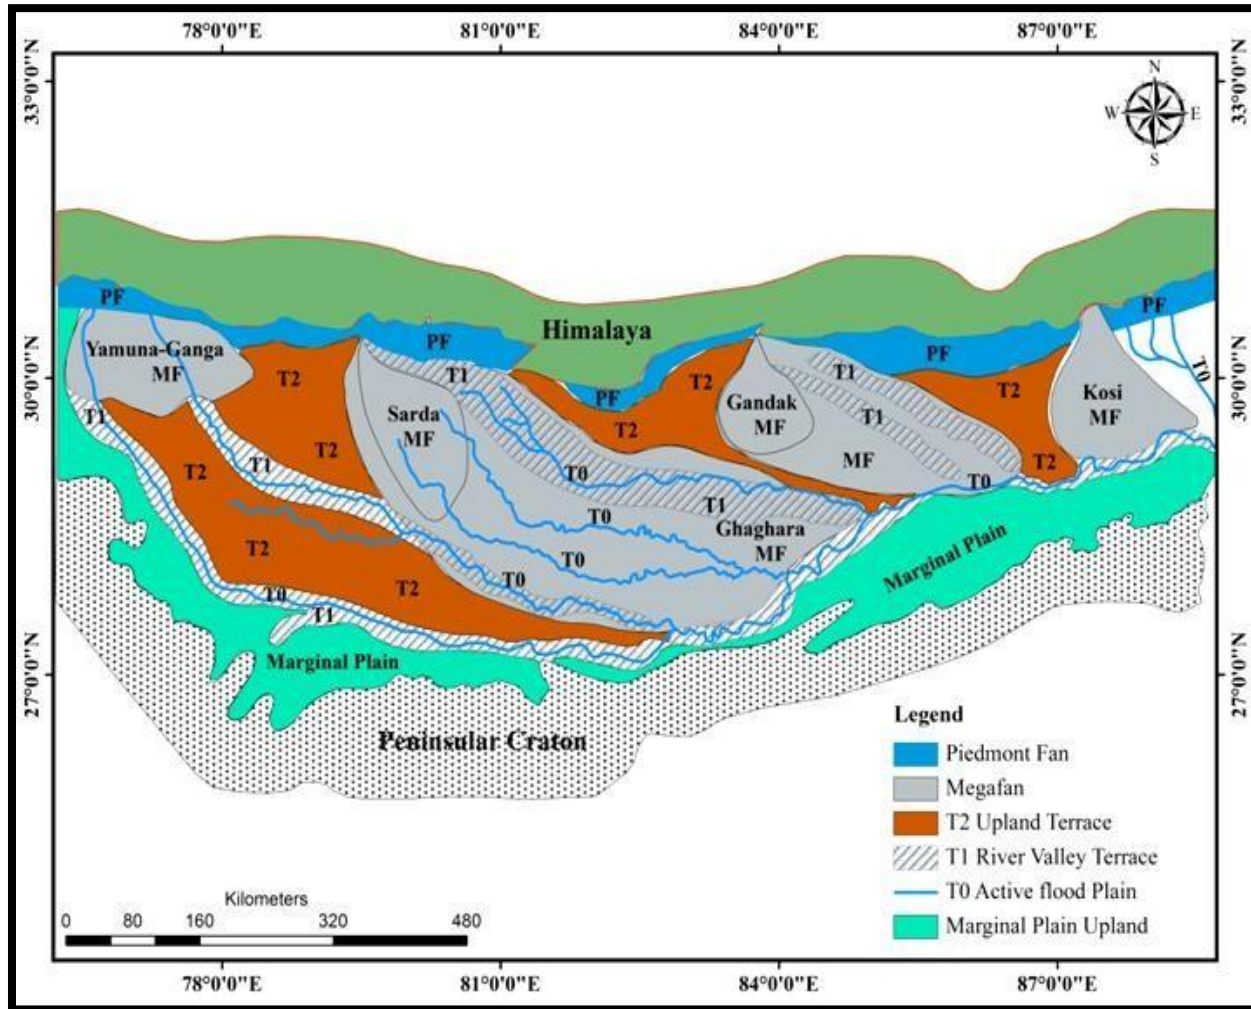 78°0'0"E
81°0'0"E
84°0'0"E
87°0'0"E
33°0'0"N
33°0'0"N
N
W
E
S
PF
PF
Himalaya
PF
PF
PF
Yamuna-Ganga
MF
30°0'0"N
30°0'0"N
T2
T1
T2
T1
T2
T0
T1
Sarda
MF
Gandak
MF
T1
Kosi
MF
T2
T2
T2
T1
MF
T2
T0
T0
T1
Ghaghara
MF
T0
T2
T0
T0
T2
T0
T1
Marginal Plain
Marginal Plain
27°0'0"N
27°0'0"N
Peninsular Craton
Legend
Piedmont Fan
Megafan
T2 Upland Terrace
T1 River Valley Terrace
T0 Active flood Plain
Marginal Plain Upland
Kilometers
0 80 160 320 480
78°0'0"E
81°0'0"E
84°0'0"E
87°0'0"E